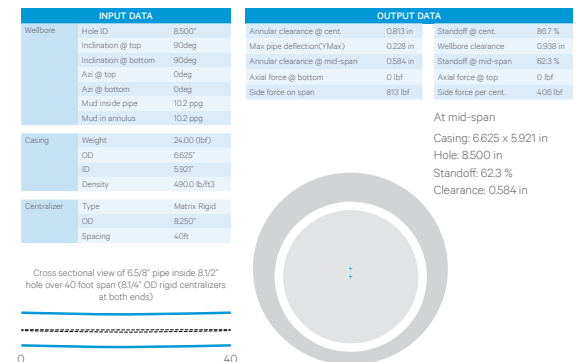 INPUT DATA
Wellbore Hole ID 8.500"
Inclination @ top 90deg
Inclination @ bottom 90deg
Azi @ top 0deg
Azi @ bottom 0deg
Mud inside pipe 10.2 ppg
Mud in annulus 10.2 ppg
Casing Weight 24.00 (lbf)
OD 6.625"
ID 5.921"
Density 490.0 lb/ft3
Centralizer Type Matrix Rigid
OD 8.250"
Spacing 40ft
OUTPUT DATA
Annular clearance @ cent. 0.813 in Standoff @ cent. 86.7 %
Max pipe deflection(YMax) 0.228 in Wellbore clearance 0.938 in
Annular clearance @ mid-span 0.584 in Standoff @ mid-span 62.3 %
Axial force @ bottom 0 lbf Axial force @ top 0 lbf
Side force on span 813 lbf Side force per cent. 406 lbf
At mid-span
Casing: 6.625 x 5.921 in
Hole: 8.500 in
Standoff: 62.3 %
Clearance: 0.584 in
Cross sectional view of 6.5/8" pipe inside 8.1/2"
hole over 40 foot span (8.1/4" OD rigid centralizers
at both ends)
0 40